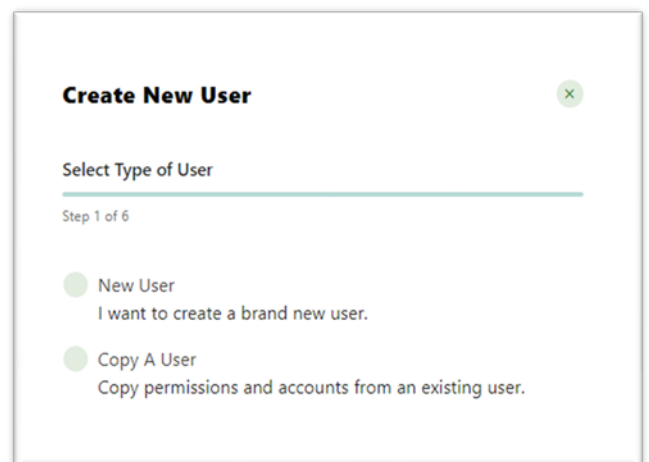 Create New User
Select Type of User
Step 1 of 6
New User
I want to create a brand new user.
Copy A User
Copy permissions and accounts from an existing user.